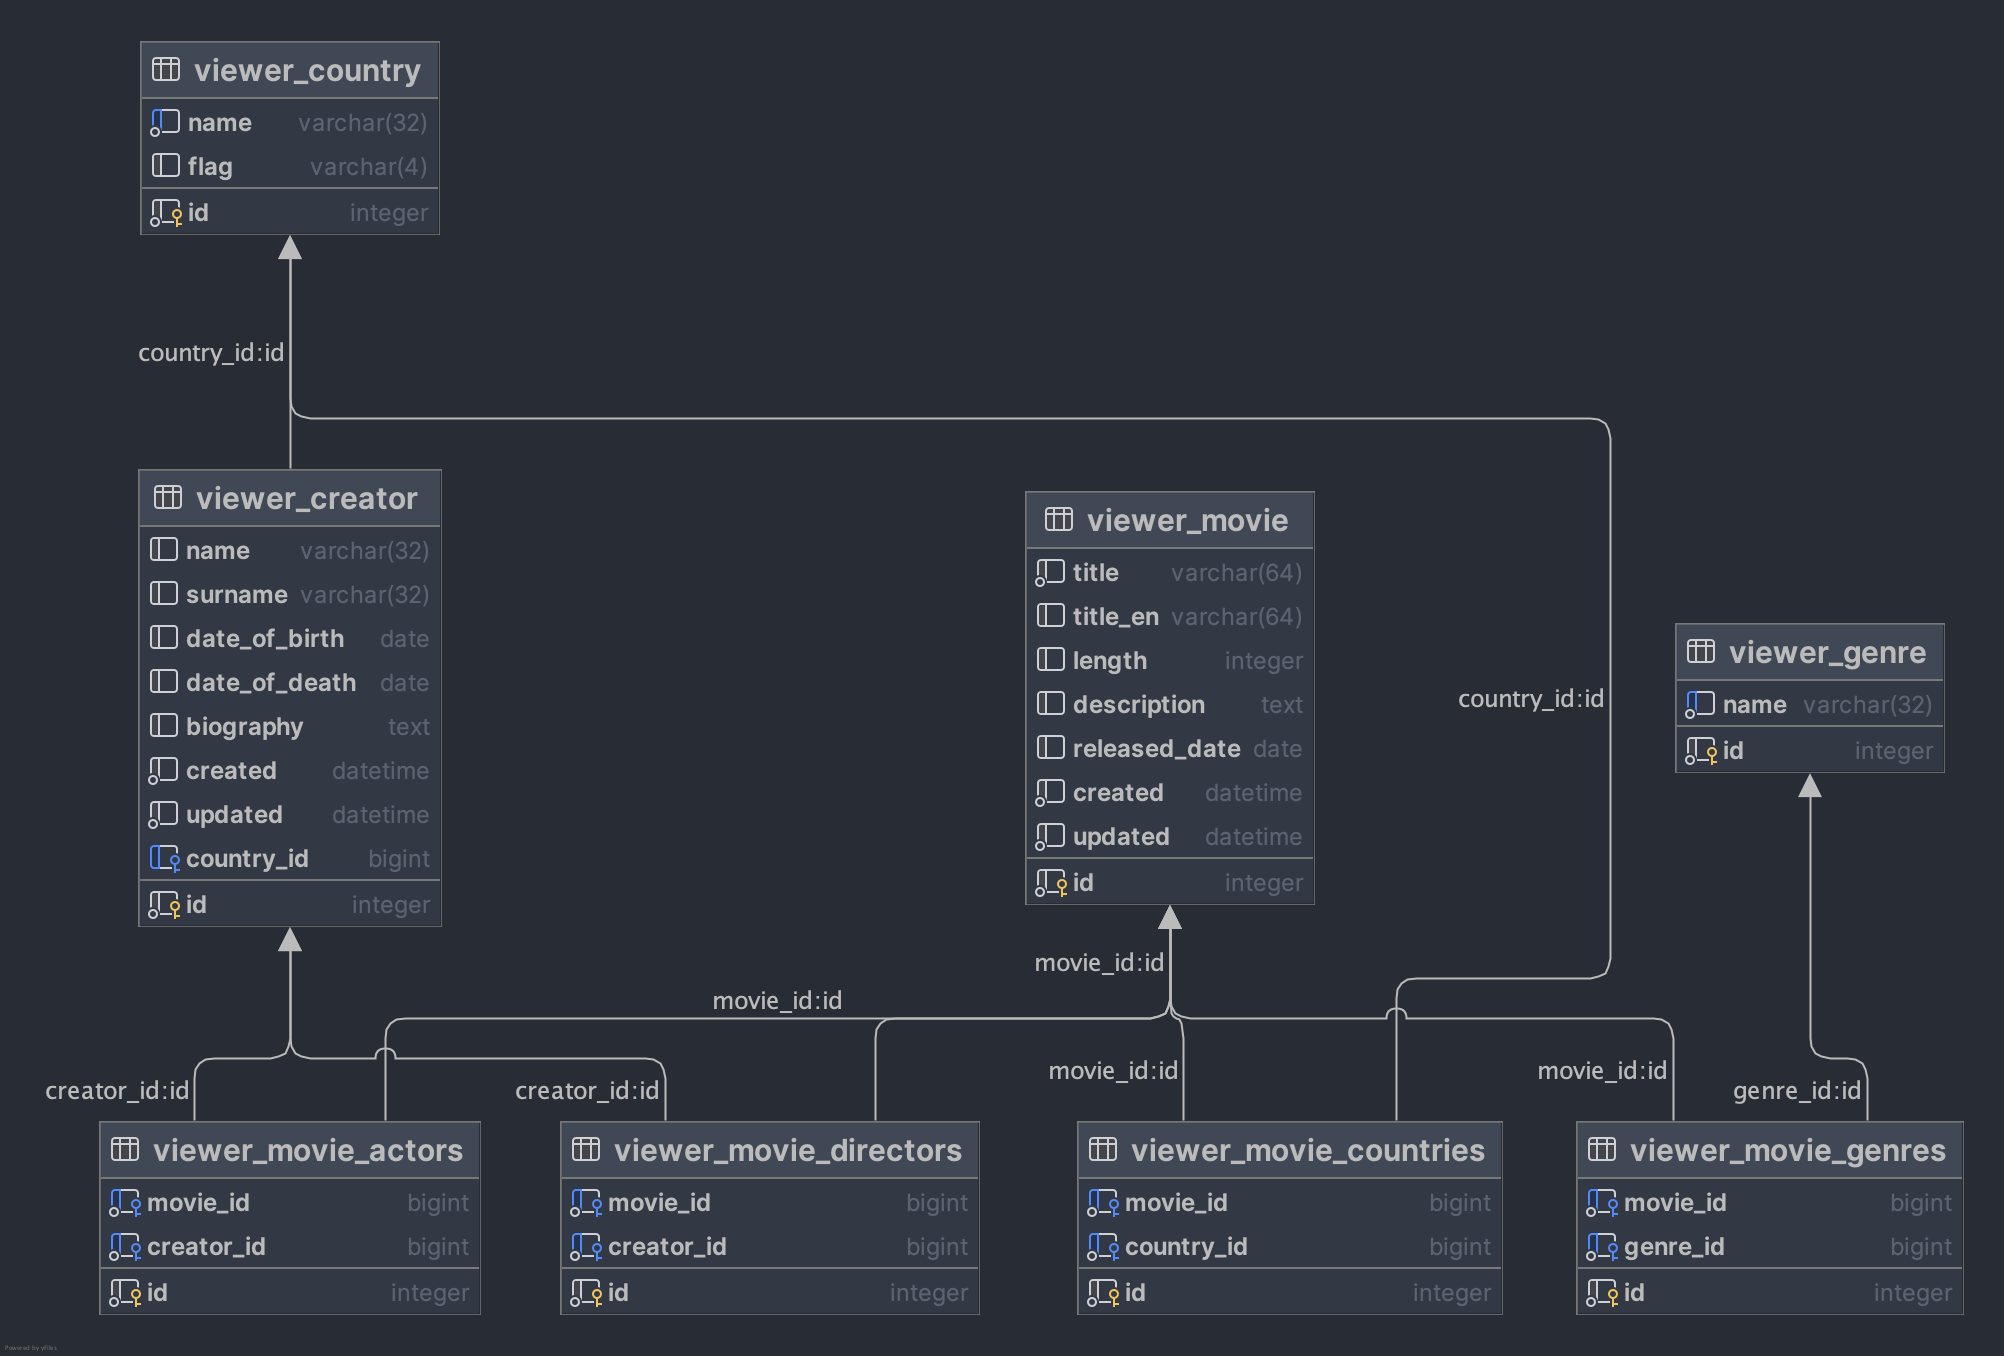 viewer_country
name varchar(32)
flag varchar(4)
id integer
country_id:id
viewer_creator
name varchar(32)
surname varchar(32)
date_of_birth date
date_of_death date
biography text
created datetime
updated datetime
country_id bigint
id integer
viewer_movie
title varchar(64)
title_en varchar(64)
length integer
description text
released_date date
created datetime
updated datetime
id integer
country_id:id
viewer_genre
name varchar(32)
id integer
movie_id:id
movie_id:id
creator_id:id
creator_id:id
movie_id:id
movie_id:id
genre_id:id
viewer_movie_actors
movie_id bigint
creator_id bigint
id integer
viewer_movie_directors
movie_id bigint
creator_id bigint
id integer
viewer_movie_countries
movie_id bigint
country_id bigint
id integer
viewer_movie_genres
movie_id bigint
genre_id bigint
id integer
Powered by yFiles